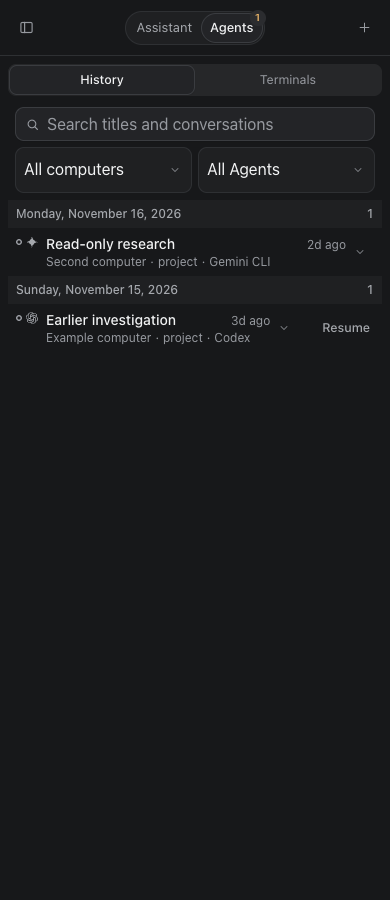 Assistant Agents 1
History Terminals
Search titles and conversations
All computers All Agents
Monday, November 16, 2026 1
Read-only research 2d ago
Second computer · project · Gemini CLI
Sunday, November 15, 2026 1
Earlier investigation 3d ago Resume
Example computer · project · Codex